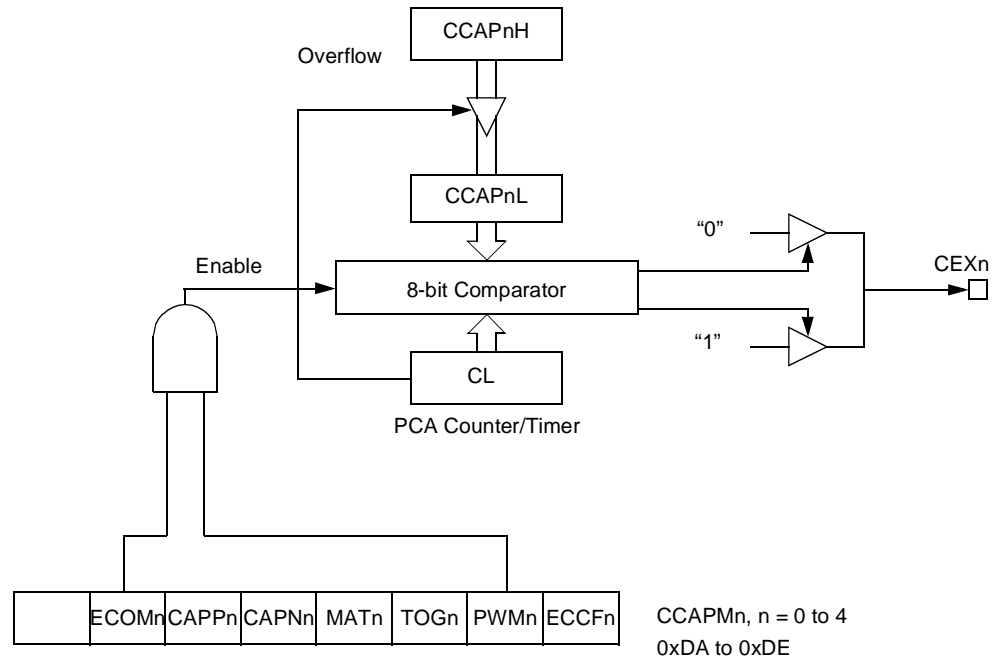 CCAPnH
Overflow
CCAPnL
“0”
Enable
CEXn
8-bit Comparator
“1”
CL
PCA Counter/Timer
ECOMn CAPPn CAPNn MATn TOGn PWMn ECCFn
CCAPMn, n = 0 to 4
0xDA to 0xDE